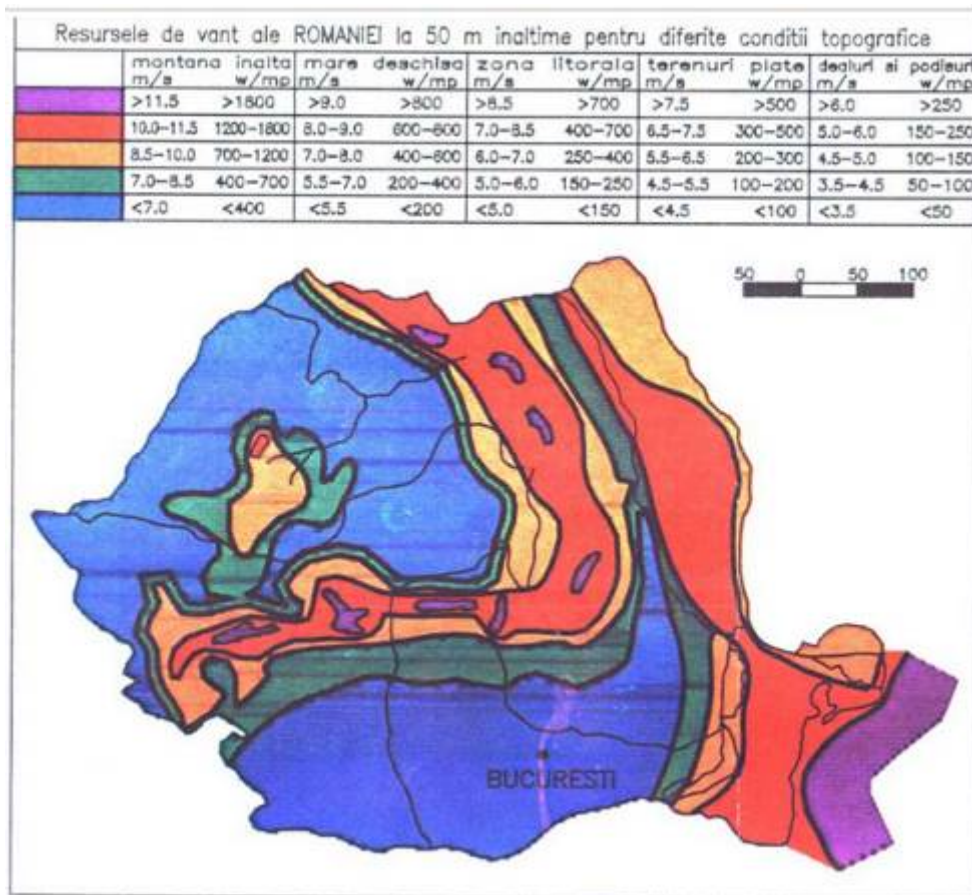 Resursele de vant ale ROMANIEI la 50 m inaltime pentru diferite conditii topografice
montana inalta mare deschisa zona litorala terenuri plate dealuri si podisuri
m/s w/mp m/s w/mp m/s w/mp m/s w/mp m/s w/mp
>11.5 >1800 >9.0 >800 >8.5 >700 >7.5 >500 >6.0 >250
10.0-11.5 1200-1800 8.0-9.0 600-800 7.0-8.5 400-700 6.5-7.5 300-500 5.0-6.0 150-250
8.5-10.0 700-1200 7.0-8.0 400-600 6.0-7.0 250-400 5.5-6.5 200-300 4.5-5.0 100-150
7.0-8.5 400-700 5.5-7.0 200-400 5.0-6.0 150-250 4.5-5.5 100-200 3.5-4.5 50-100
<7.0 <400 <5.5 <200 <5.0 <150 <4.5 <100 <3.5 <50
50 0 50 100
BUCURESTI